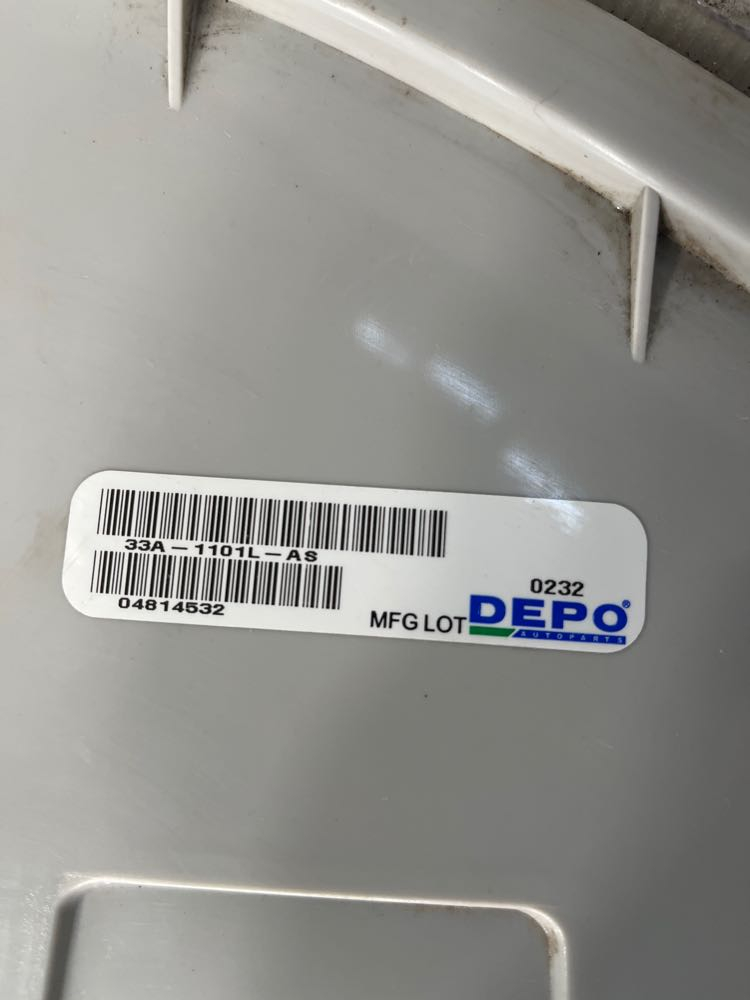 33A-1101L-AS
04814532
0232
MFG LOT DEPO®
AUTOPARTS